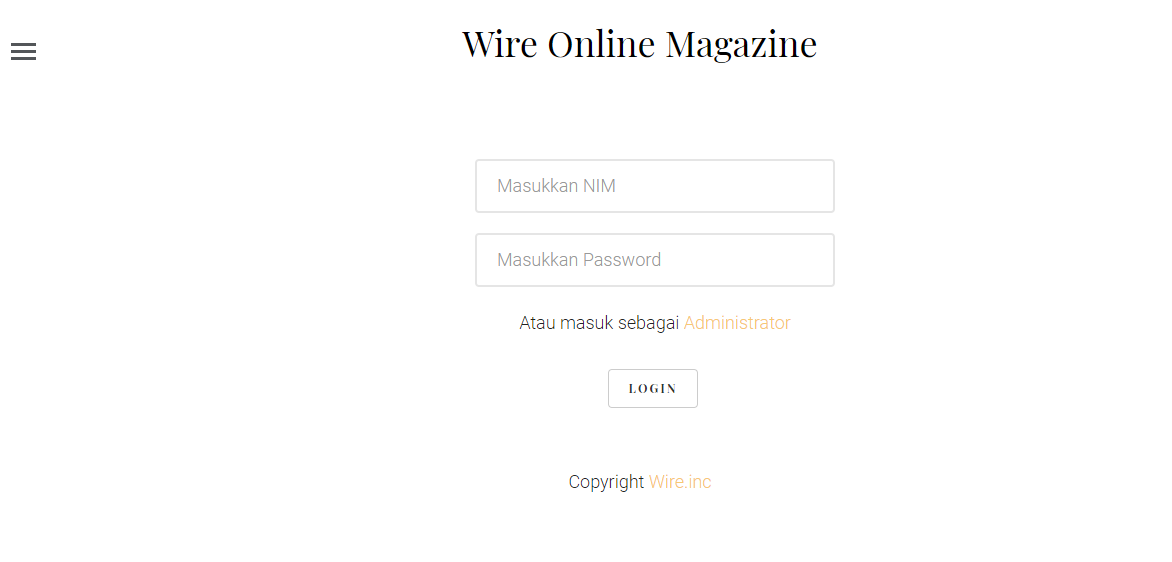 Wire Online Magazine
Masukkan NIM
Masukkan Password
Atau masuk sebagai Administrator
LOGIN
Copyright Wire.inc